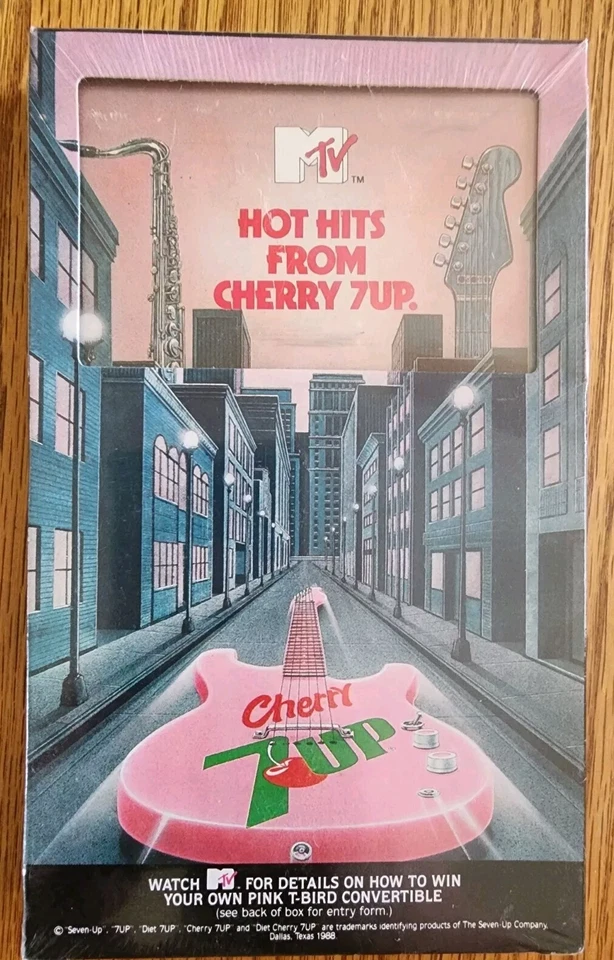 MTV TM
HOT HITS
FROM
CHERRY 7UP.
Cherry
7UP
WATCH MTV. FOR DETAILS ON HOW TO WIN
YOUR OWN PINK T-BIRD CONVERTIBLE
(see back of box for entry form.)
© "Seven-Up", "7UP", "Diet 7UP", "Cherry 7UP" and "Diet Cherry 7UP" are trademarks identifying products of The Seven-Up Company,
Dallas, Texas 1988.